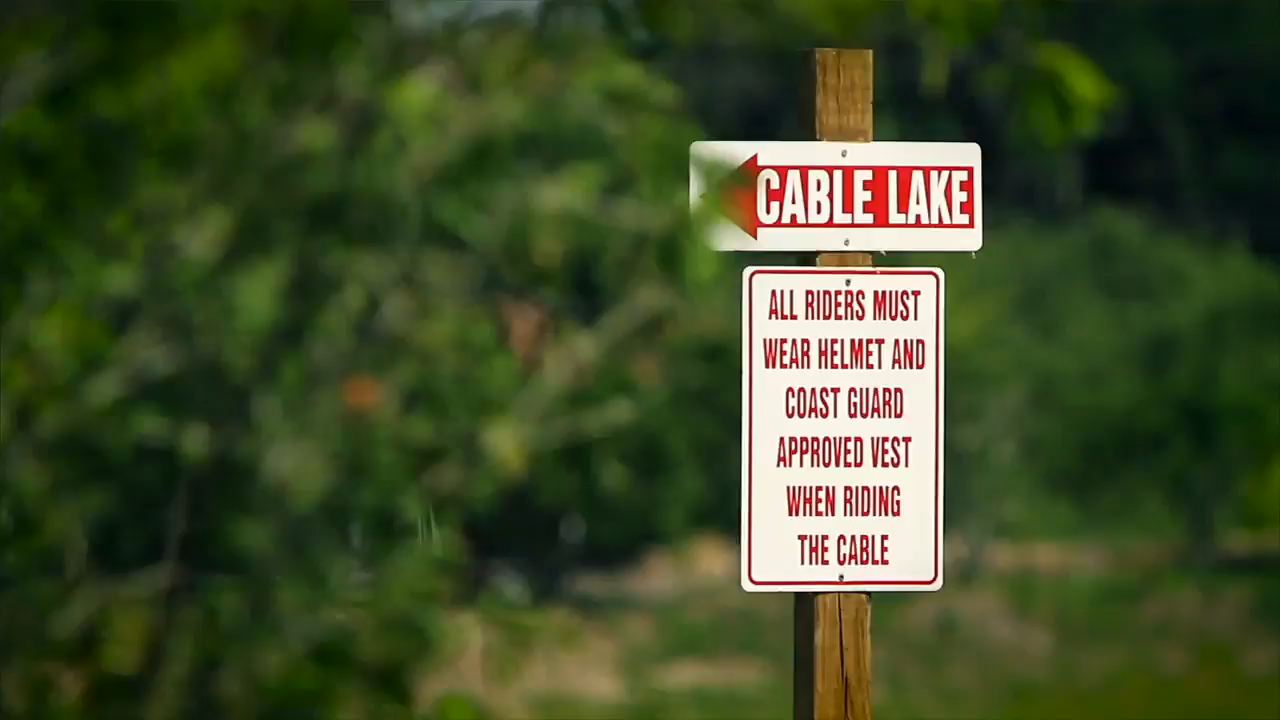 CABLE LAKE
ALL RIDERS MUST
WEAR HELMET AND
COAST GUARD
APPROVED VEST
WHEN RIDING
THE CABLE